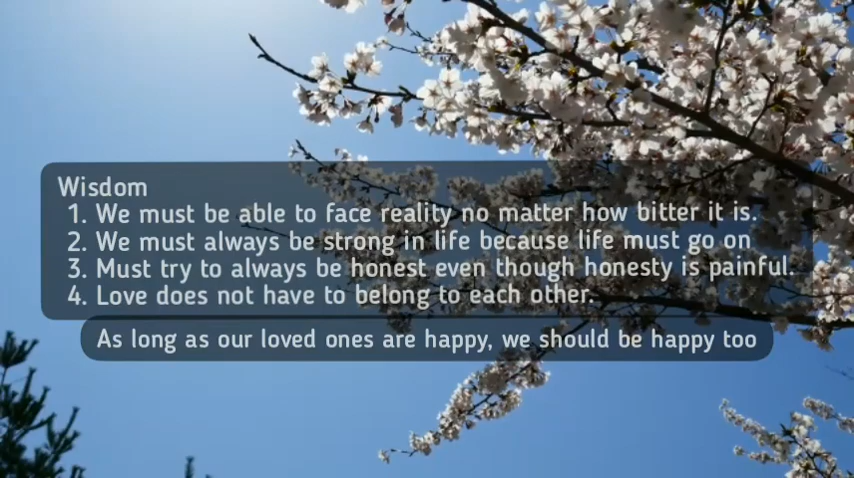 Wisdom
1. We must be able to face reality no matter how bitter it is.
2. We must always be strong in life because life must go on
3. Must try to always be honest even though honesty is painful.
4. Love does not have to belong to each other.
As long as our loved ones are happy, we should be happy too